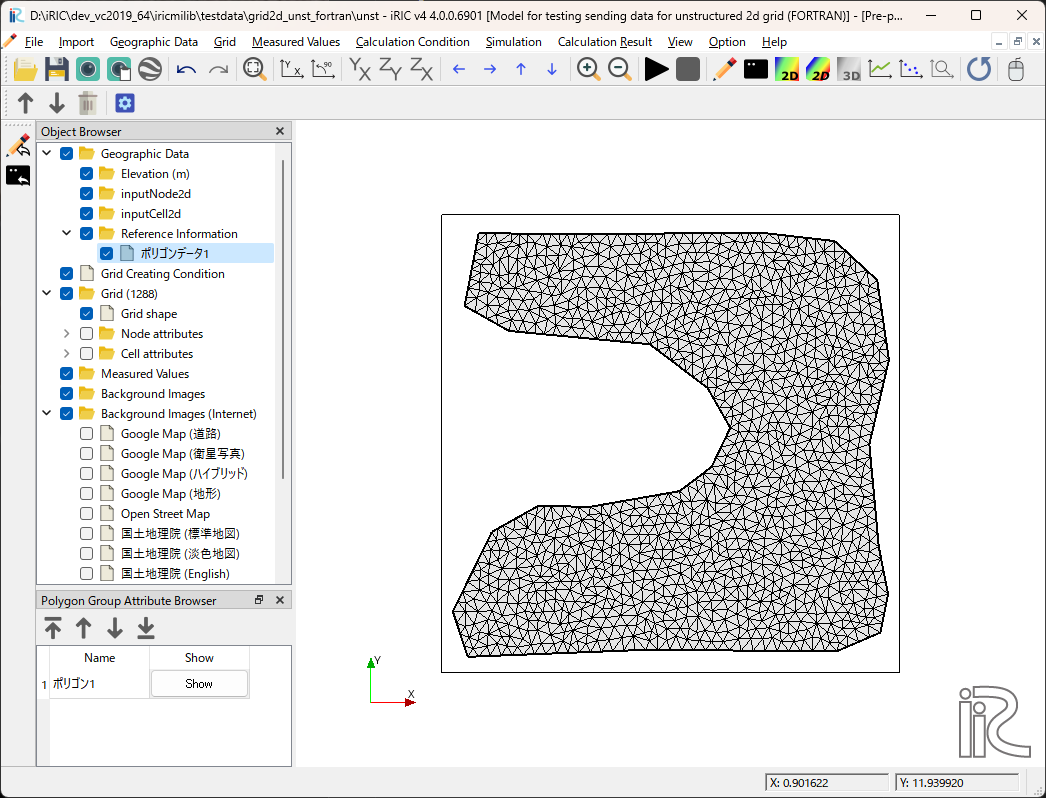 D:\iRIC\dev_vc2019_64\iricmilib\testdata\grid2d_unst_fortran\unst - iRIC v4 4.0.0.6901 [Model for testing sending data for unstructured 2d grid (FORTRAN)] - [Pre-p...
File Import Geographic Data Grid Measured Values Calculation Condition Simulation Calculation Result View Option Help
Y X Z Y Z X 2D 2D 3D
Object Browser
Geographic Data
Elevation (m)
inputNode2d
inputCell2d
Reference Information
ポリゴンデータ1
Grid Creating Condition
Grid (1288)
Grid shape
Node attributes
Cell attributes
Measured Values
Background Images
Background Images (Internet)
Google Map (道路)
Google Map (衛星写真)
Google Map (ハイブリッド)
Google Map (地形)
Open Street Map
国土地理院 (標準地図)
国土地理院 (淡色地図)
国土地理院 (English)
Polygon Group Attribute Browser
Name Show
1 ポリゴン1 Show
Y
X
iRIC
X: 0.901622 Y: 11.939920